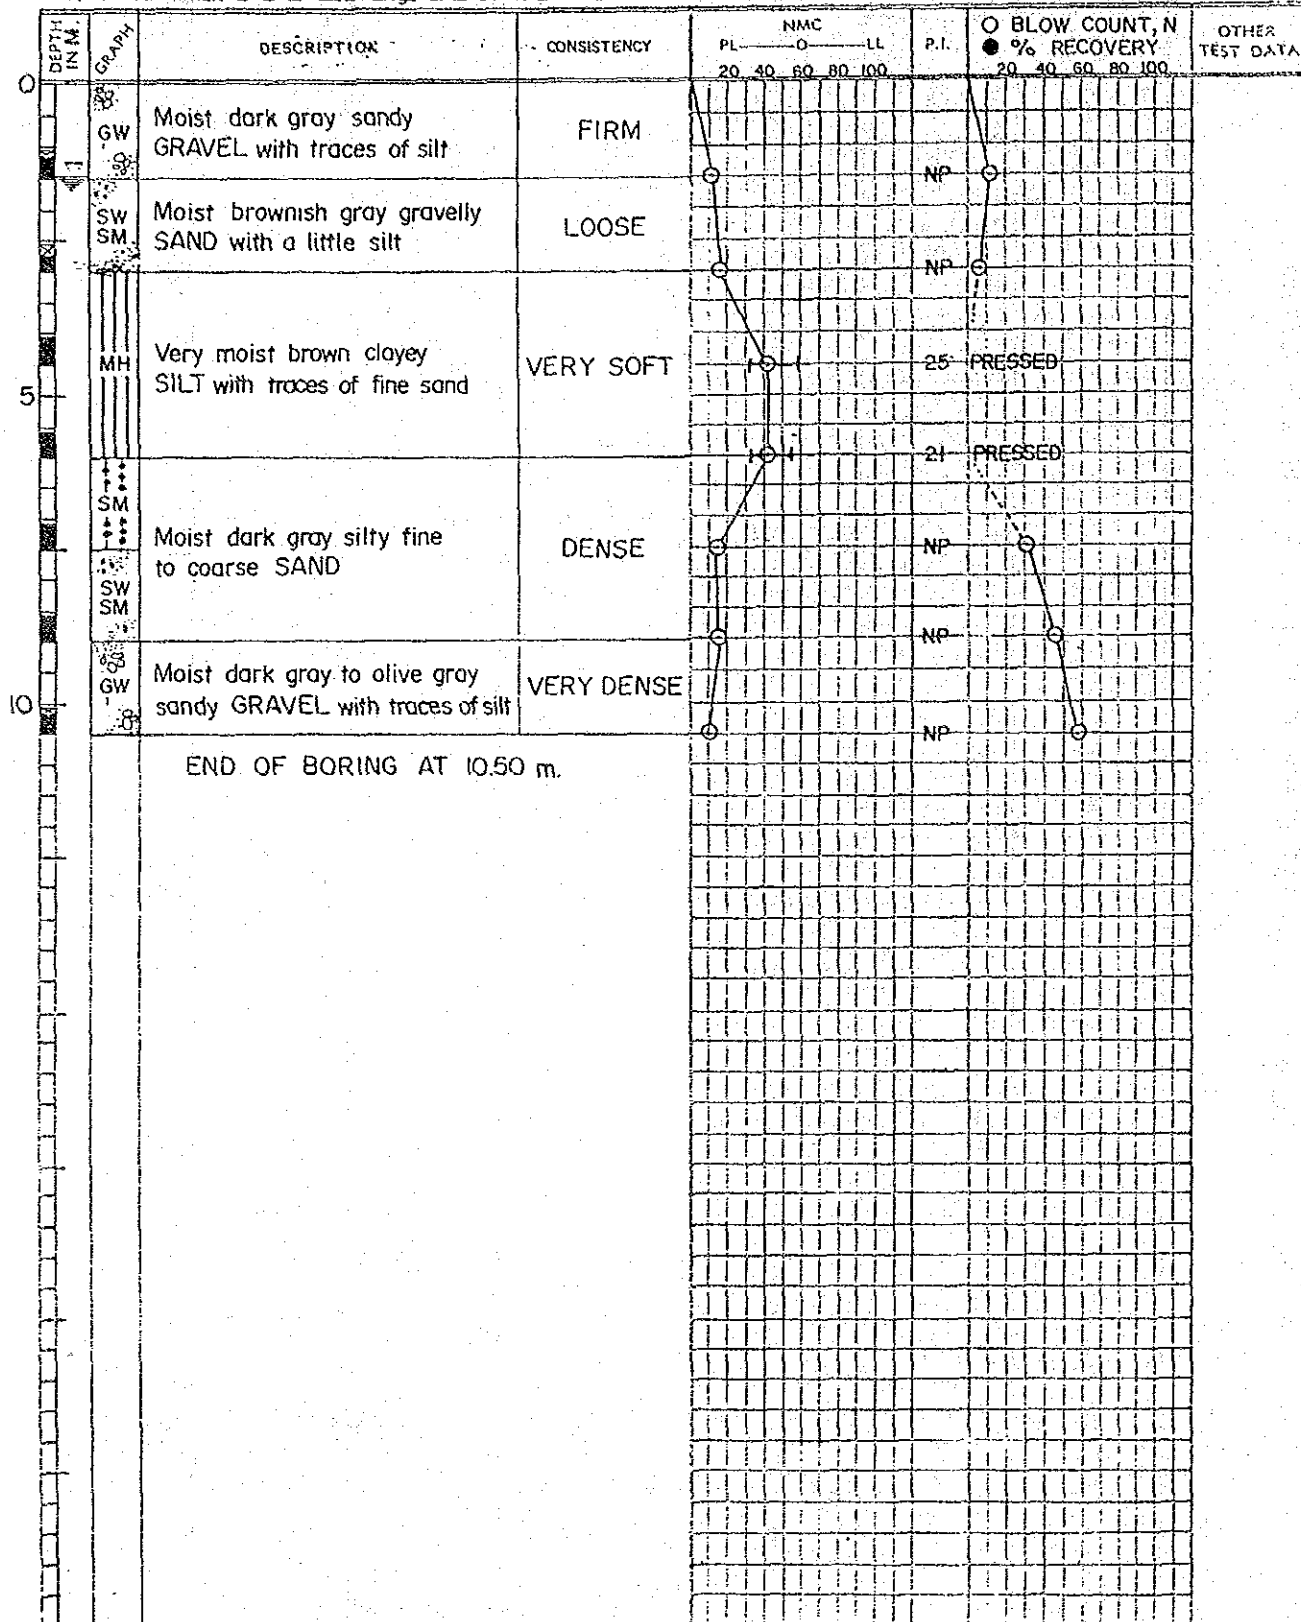 DEPTH IN M.
GRAPH
DESCRIPTION
CONSISTENCY
NMC
PL O LL
20 40 60 80 100
P.I.
O BLOW COUNT, N
● % RECOVERY
20 40 60 80 100
OTHER
TEST DATA
0
GW
Moist dark gray sandy
GRAVEL with traces of silt
FIRM
NP
SW
SM
Moist brownish gray gravelly
SAND with a little silt
LOOSE
NP
MH
Very moist brown clayey
SILT with traces of fine sand
VERY SOFT
25 PRESSED
5
21 PRESSED
SM
Moist dark gray silty fine
to coarse SAND
DENSE
NP
SW
SM
NP
GW
Moist dark gray to olive gray
sandy GRAVEL with traces of silt
VERY DENSE
10
NP
END OF BORING AT 10.50 m.